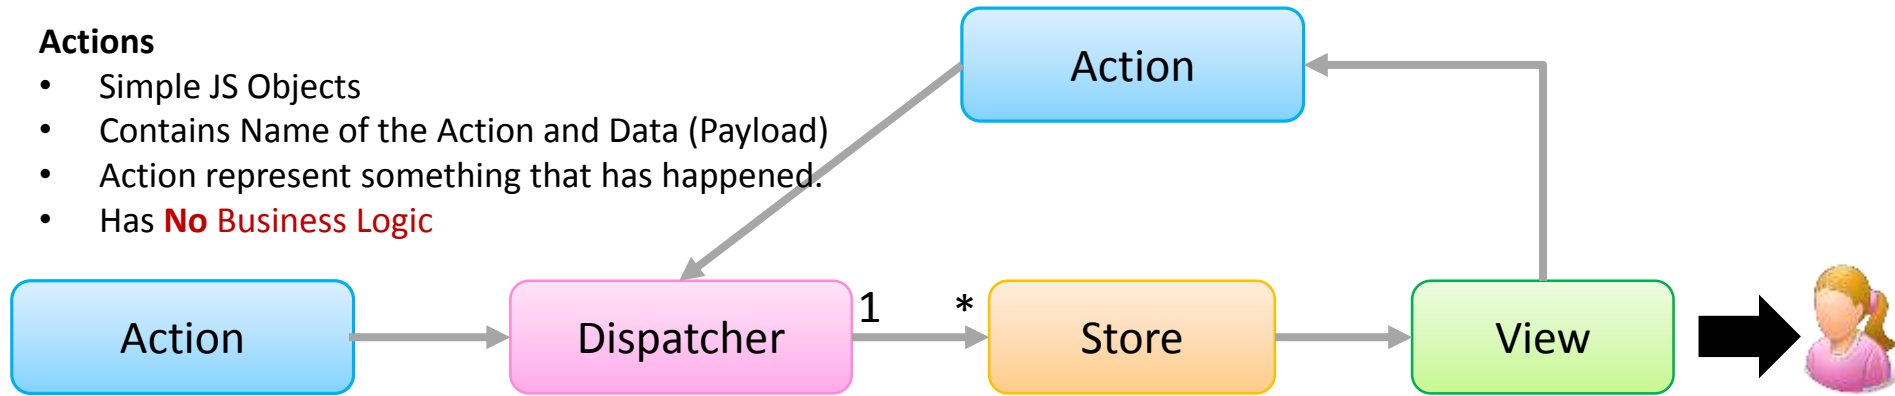 Actions
• Simple JS Objects
• Contains Name of the Action and Data (Payload)
• Action represent something that has happened.
• Has No Business Logic
Action
Action
Dispatcher
1
*
Store
View